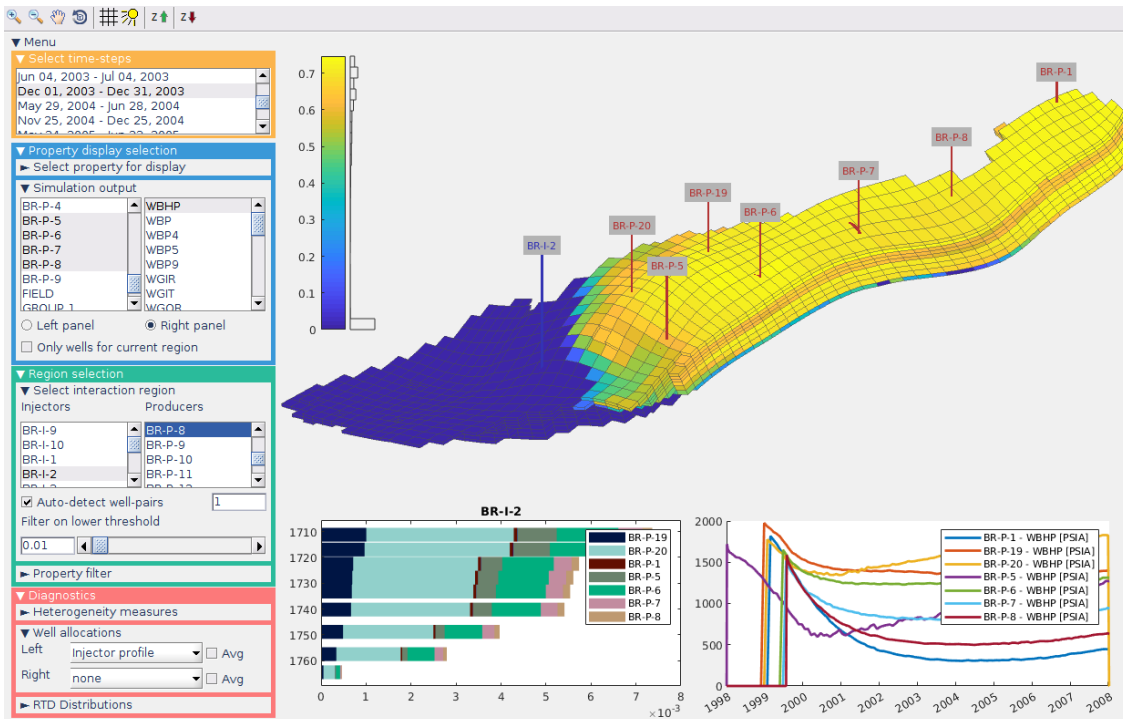 Z Z
▼ Menu
▼ Select time-steps
Jun 04, 2003 - Jul 04, 2003
Dec 01, 2003 - Dec 31, 2003
May 29, 2004 - Jun 28, 2004
Nov 25, 2004 - Dec 25, 2004
▼ Property display selection
► Select property for display
▼ Simulation output
BR-P-4 WBHP
BR-P-5 WBP
BR-P-6 WBP4
BR-P-7 WBP5
BR-P-8 WBP9
BR-P-9 WGIR
FIELD WGIT
GROUP 1 WGOR
Left panel Right panel
Only wells for current region
▼ Region selection
▼ Select interaction region
Injectors Producers
BR-I-9 BR-P-8
BR-I-10 BR-P-9
BR-I-1 BR-P-10
BR-I-2 BR-P-11
BR-P-12
Auto-detect well-pairs 1
Filter on lower threshold
0.01
► Property filter
▼ Diagnostics
► Heterogeneity measures
▼ Well allocations
Left Injector profile Avg
Right none Avg
► RTD Distributions
0.7
0.6
0.5
0.4
0.3
0.2
0.1
0
BR-P-1
BR-P-8
BR-P-7
BR-P-19
BR-P-6
BR-P-20
BR-I-2
BR-P-5
BR-I-2
1710
1720
1730
1740
1750
1760
0 1 2 3 4 5 6 7 8
×10⁻³
BR-P-19
BR-P-20
BR-P-1
BR-P-5
BR-P-6
BR-P-7
BR-P-8
2000
1500
1000
500
0
1998 1999 2000 2001 2002 2003 2004 2005 2006 2007 2008
BR-P-1 - WBHP [PSIA]
BR-P-19 - WBHP [PSIA]
BR-P-20 - WBHP [PSIA]
BR-P-5 - WBHP [PSIA]
BR-P-6 - WBHP [PSIA]
BR-P-7 - WBHP [PSIA]
BR-P-8 - WBHP [PSIA]